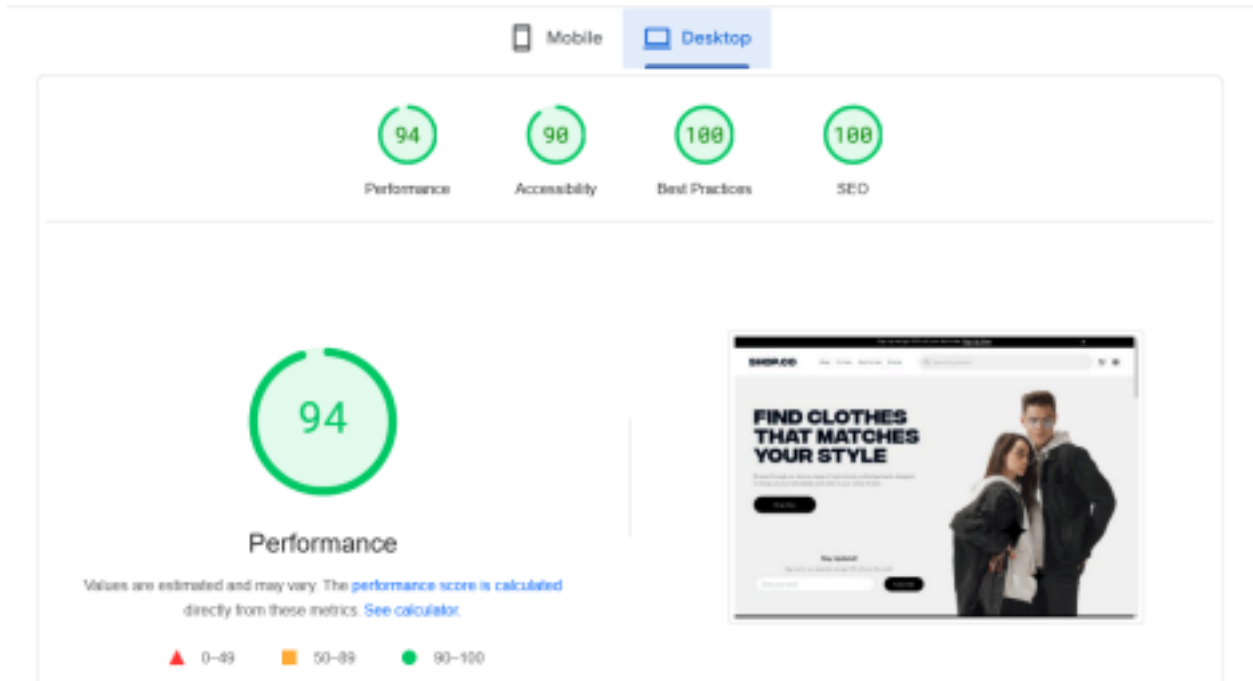 Mobile
Desktop
94
90
100
100
Performance
Accessibility
Best Practices
SEO
94
Performance
Values are estimated and may vary. The performance score is calculated
directly from these metrics. See calculator.
0–49
50–89
90–100
SHOP.CO
FIND CLOTHES
THAT MATCHES
YOUR STYLE